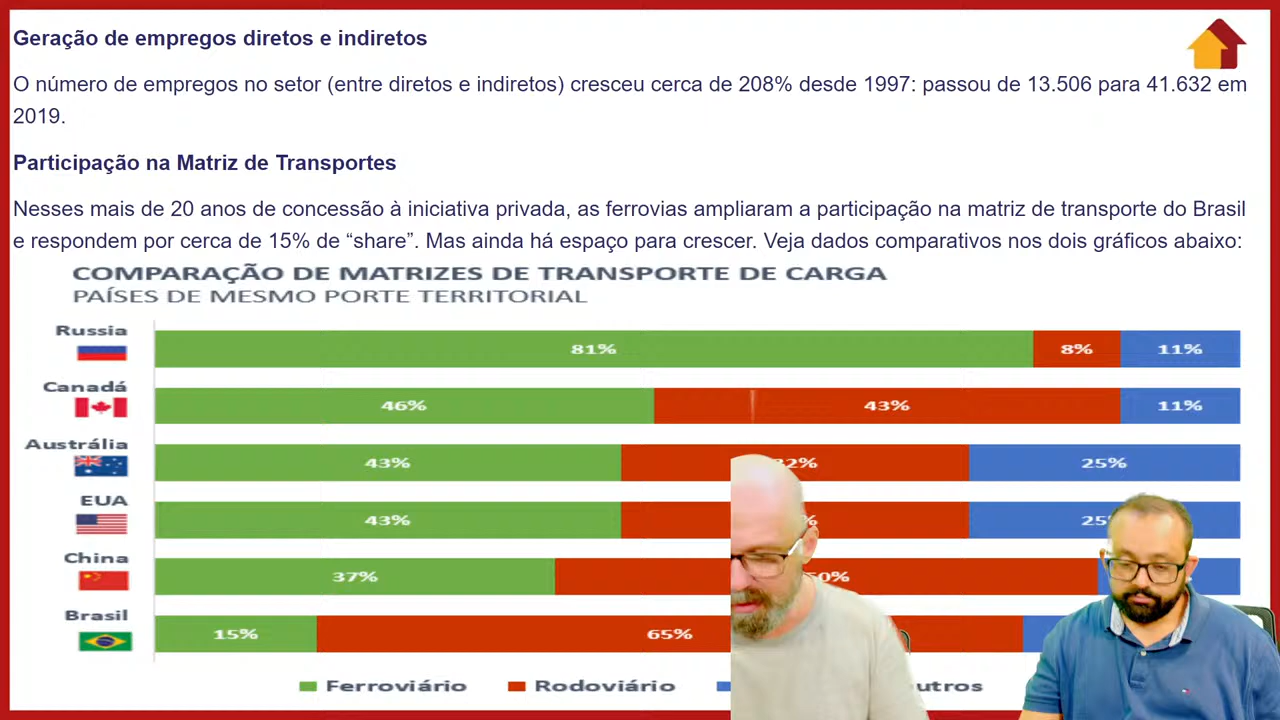 Geração de empregos diretos e indiretos
O número de empregos no setor (entre diretos e indiretos) cresceu cerca de 208% desde 1997: passou de 13.506 para 41.632 em
2019.
Participação na Matriz de Transportes
Nesses mais de 20 anos de concessão à iniciativa privada, as ferrovias ampliaram a participação na matriz de transporte do Brasil
e respondem por cerca de 15% de “share”. Mas ainda há espaço para crescer. Veja dados comparativos nos dois gráficos abaixo:
COMPARAÇÃO DE MATRIZES DE TRANSPORTE DE CARGA
PAÍSES DE MESMO PORTE TERRITORIAL
Russia 81% 8% 11%
Canadá 46% 43% 11%
Austrália 43% 25%
EUA 43%
China 37%
Brasil 15% 65%
Ferroviário Rodoviário